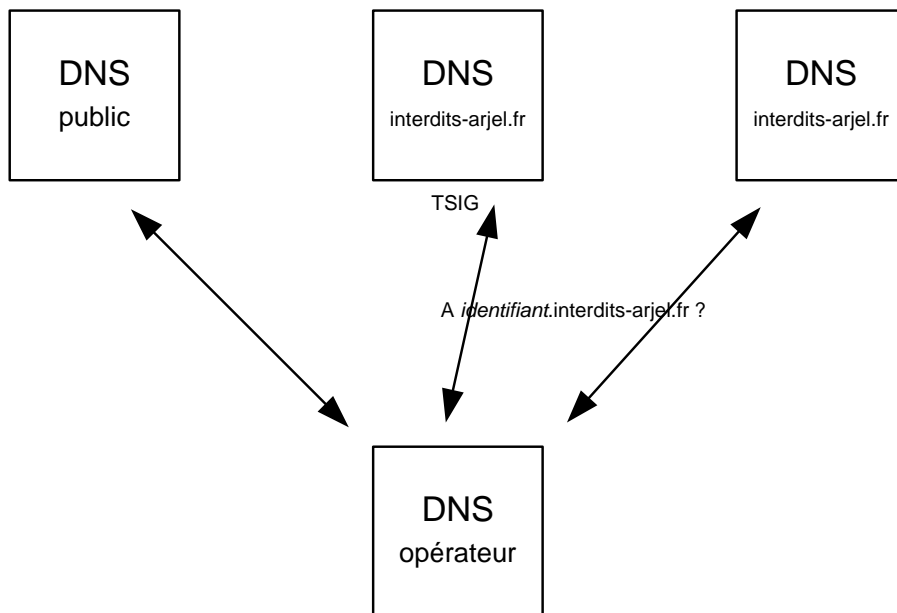 DNS
public
DNS
interdits-arjel.fr
DNS
interdits-arjel.fr
TSIG
A identifiant.interdits-arjel.fr ?
DNS
opérateur